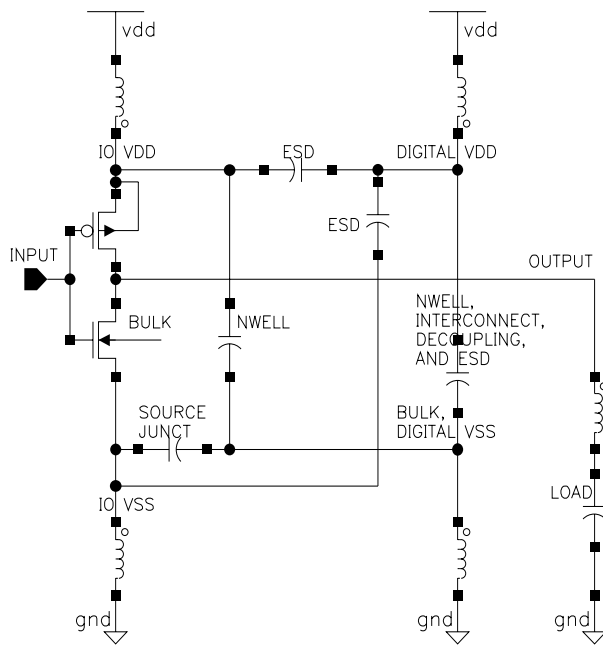 vdd
vdd
IO VDD
ESD
DIGITAL VDD
ESD
INPUT
OUTPUT
BULK
NWELL
NWELL,
INTERCONNECT,
DECOUPLING,
AND ESD
SOURCE
JUNCT
BULK,
DIGITAL VSS
IO VSS
LOAD
gnd
gnd
gnd